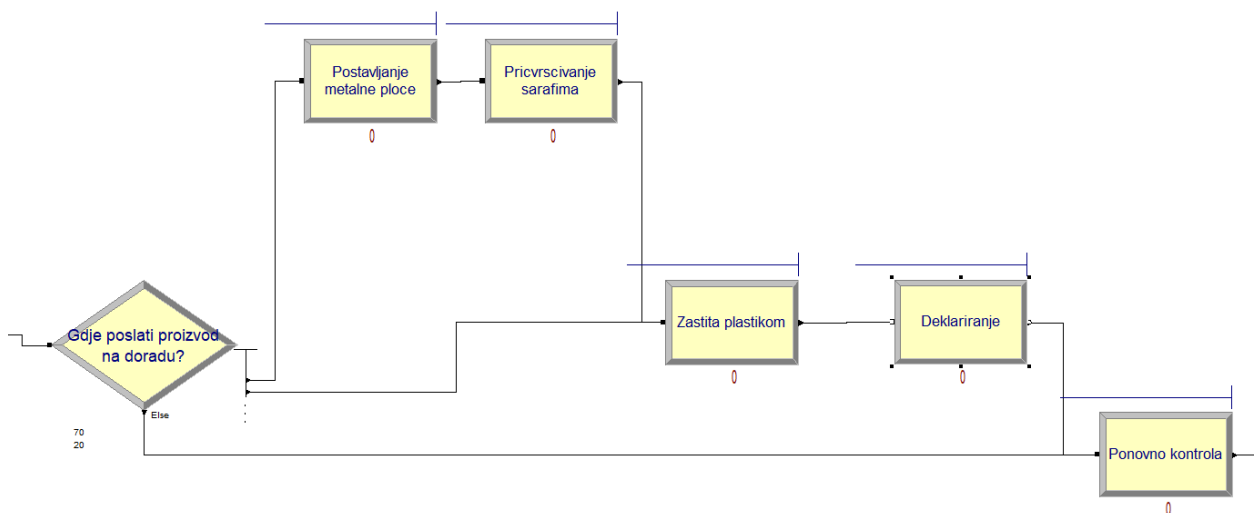 Postavljanje
metalne ploce
0
Pricvrscivanje
sarafima
0
Gdje poslati proizvod
na doradu?
Else
70
20
Zastita plastikom
0
Deklariranje
0
Ponovno kontrola
0